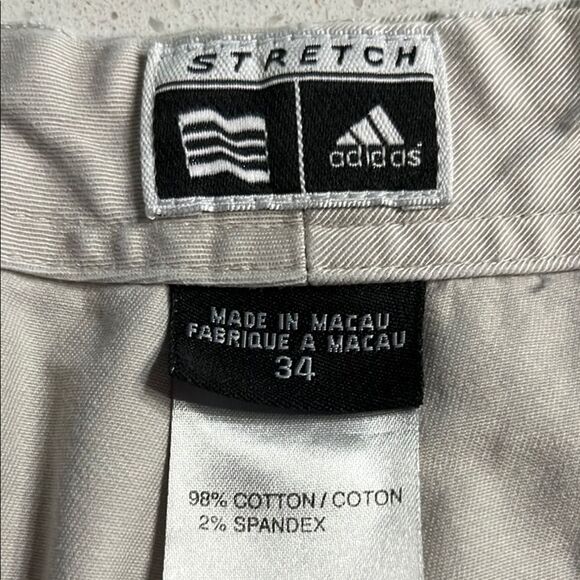 STRETCH
adidas
MADE IN MACAU
FABRIQUE A MACAU
34
98% COTTON / COTON
2% SPANDEX